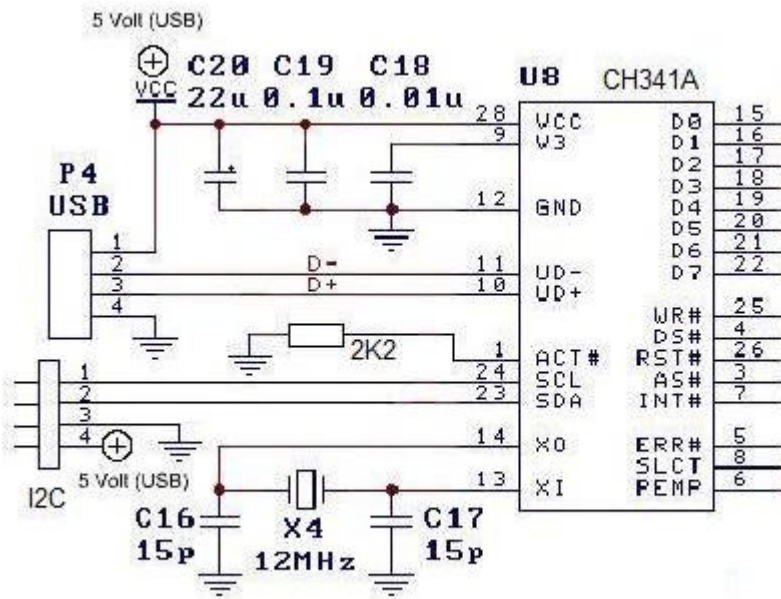 5 Volt (USB)
VCC
C20 C19 C18
22u 0.1u 0.01u
U8 CH341A
28 VCC D0 15
9 V3 D1 16
D2 17
D3 18
12 GND D4 19
D5 20
D6 21
D7 22
P4
USB
1
2
3
4
D-
D+
11 UD-
10 UD+
WR# 25
DS# 4
2K2
1 ACT# RST# 26
24 SCL AS# 3
23 SDA INT# 7
1
2
3
4
5 Volt (USB)
I2C
14 XO ERR# 5
SLCT 8
13 XI PEMP 6
C16
15p
X4
12MHz
C17
15p